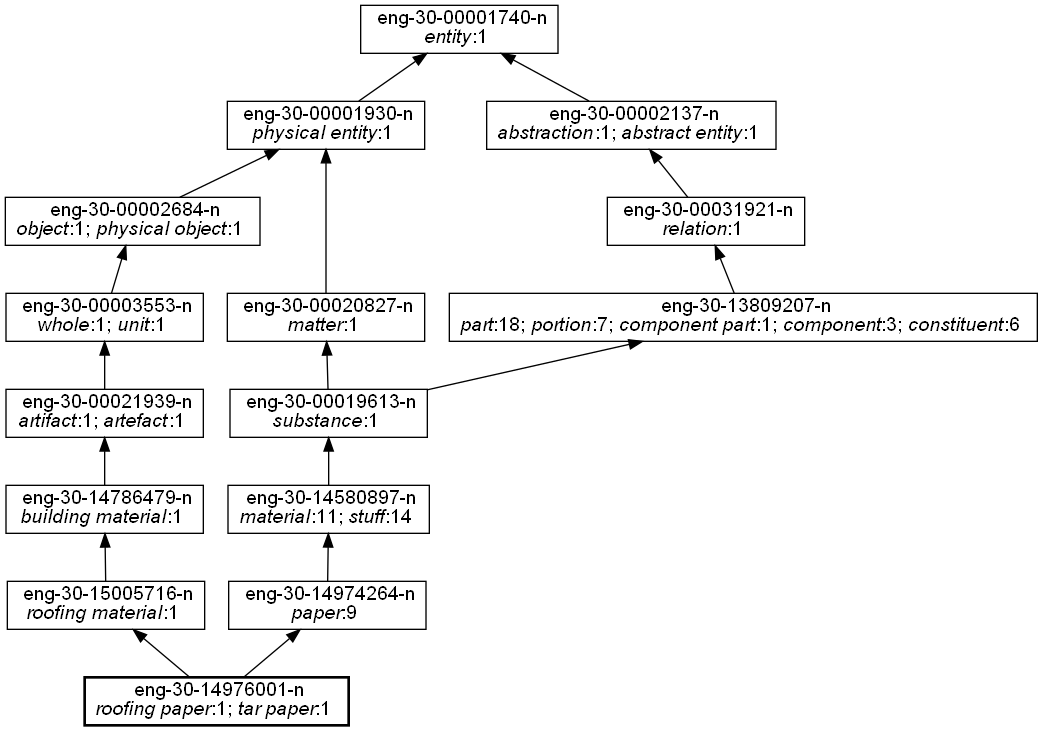 eng-30-00001740-n
entity:1
eng-30-00001930-n
physical entity:1
eng-30-00002137-n
abstraction:1; abstract entity:1
eng-30-00002684-n
object:1; physical object:1
eng-30-00031921-n
relation:1
eng-30-00003553-n
whole:1; unit:1
eng-30-00020827-n
matter:1
eng-30-13809207-n
part:18; portion:7; component part:1; component:3; constituent:6
eng-30-00021939-n
artifact:1; artefact:1
eng-30-00019613-n
substance:1
eng-30-14786479-n
building material:1
eng-30-14580897-n
material:11; stuff:14
eng-30-15005716-n
roofing material:1
eng-30-14974264-n
paper:9
eng-30-14976001-n
roofing paper:1; tar paper:1